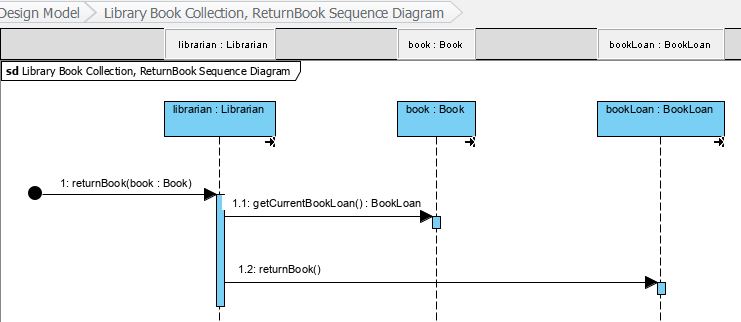 Design Model
Library Book Collection, ReturnBook Sequence Diagram
librarian : Librarian
book : Book
bookLoan : BookLoan
sd Library Book Collection, ReturnBook Sequence Diagram
librarian : Librarian
book : Book
bookLoan : BookLoan
1: returnBook(book : Book)
1.1: getCurrentBookLoan() : BookLoan
1.2: returnBook()